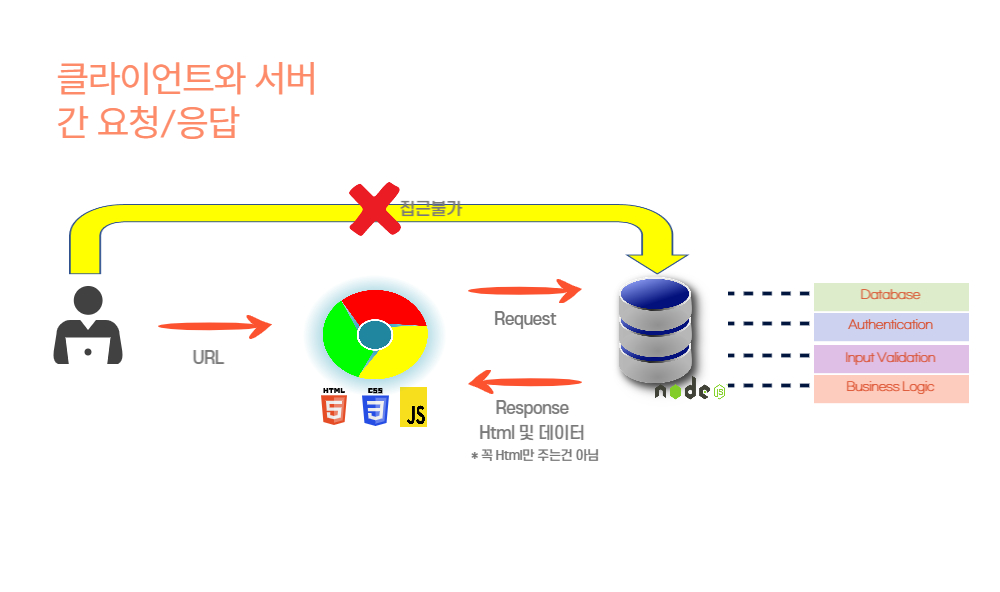 클라이언트와 서버
간 요청/응답
접근불가
URL
Request
Response
Html 및 데이터
* 꼭 Html만 주는건 아님
HTML
5
CSS
3
JS
node
JS
Database
Authentication
Input Validation
Business Logic